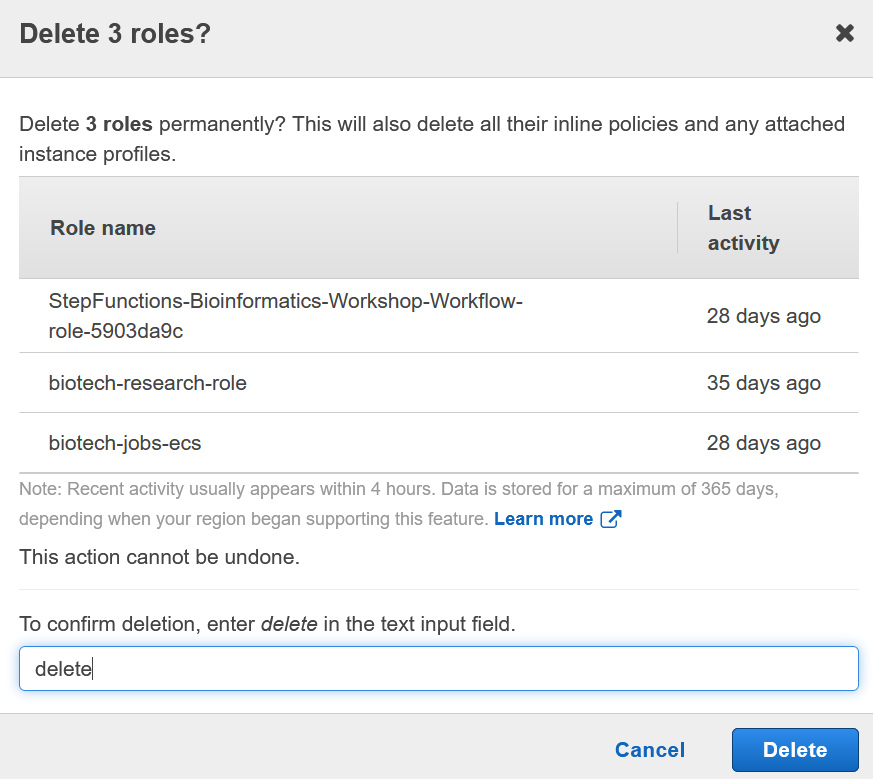 Delete 3 roles?
Delete 3 roles permanently? This will also delete all their inline policies and any attached
instance profiles.
Role name
Last
activity
StepFunctions-Bioinformatics-Workshop-Workflow-
role-5903da9c
28 days ago
biotech-research-role
35 days ago
biotech-jobs-ecs
28 days ago
Note: Recent activity usually appears within 4 hours. Data is stored for a maximum of 365 days,
depending when your region began supporting this feature. Learn more
This action cannot be undone.
To confirm deletion, enter delete in the text input field.
delete
Cancel
Delete